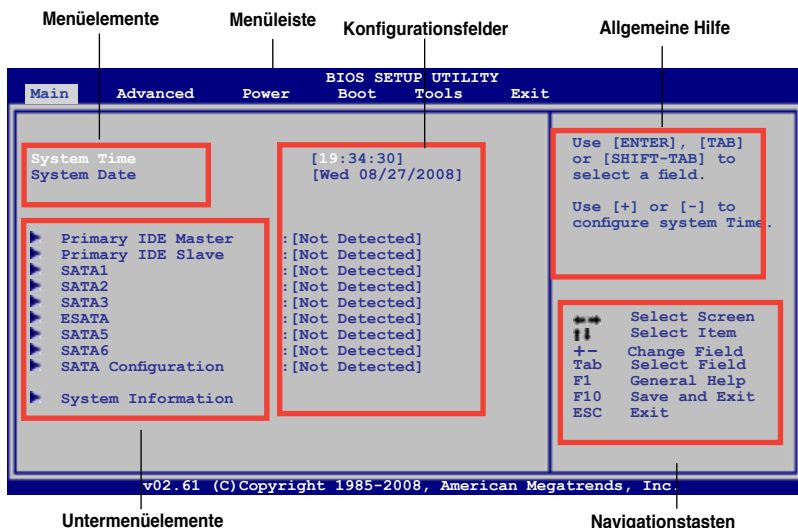 Menüelemente Menüleiste Konfigurationsfelder Allgemeine Hilfe
BIOS SETUP UTILITY
Main Advanced Power Boot Tools Exit
System Time [19:34:30]
System Date [Wed 08/27/2008]
Primary IDE Master :[Not Detected]
Primary IDE Slave :[Not Detected]
SATA1 :[Not Detected]
SATA2 :[Not Detected]
SATA3 :[Not Detected]
ESATA :[Not Detected]
SATA5 :[Not Detected]
SATA6 :[Not Detected]
SATA Configuration :[Not Detected]
System Information
Use [ENTER], [TAB]
or [SHIFT-TAB] to
select a field.
Use [+] or [-] to
configure system Time.
Select Screen
Select Item
+- Change Field
Tab Select Field
F1 General Help
F10 Save and Exit
ESC Exit
v02.61 (C)Copyright 1985-2008, American Megatrends, Inc.
Untermenüelemente Navigationstasten